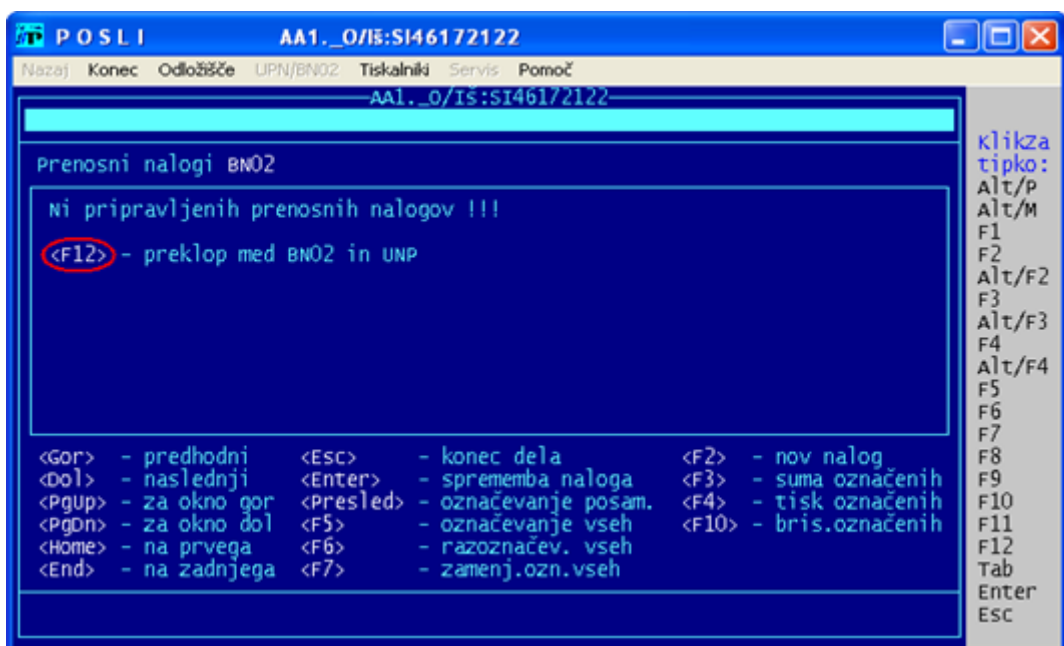 POSLI AA1._O/Iš:SI46172122
Nazaj Konec Odložišče UPN/BN02 Tiskalniki Servis Pomoč
AA1._O/Iš:SI46172122
Prenosni nalogi BNO2
Ni pripravljenih prenosnih nalogov !!!
<F12> - preklop med BNO2 in UNP
<Gor> - predhodni <Esc> - konec dela <F2> - nov nalog
<Dol> - naslednji <Enter> - sprememba naloga <F3> - suma označenih
<PgUp> - za okno gor <Presled> - označevanje posam. <F4> - tisk označenih
<PgDn> - za okno dol <F5> - označevanje vseh <F10> - bris.označenih
<Home> - na prvega <F6> - razoznačev. vseh
<End> - na zadnjega <F7> - zamenj.ozn.vseh
Klikza
tipko:
Alt/P
Alt/M
F1
F2
Alt/F2
F3
Alt/F3
F4
Alt/F4
F5
F6
F7
F8
F9
F10
F11
F12
Tab
Enter
Esc